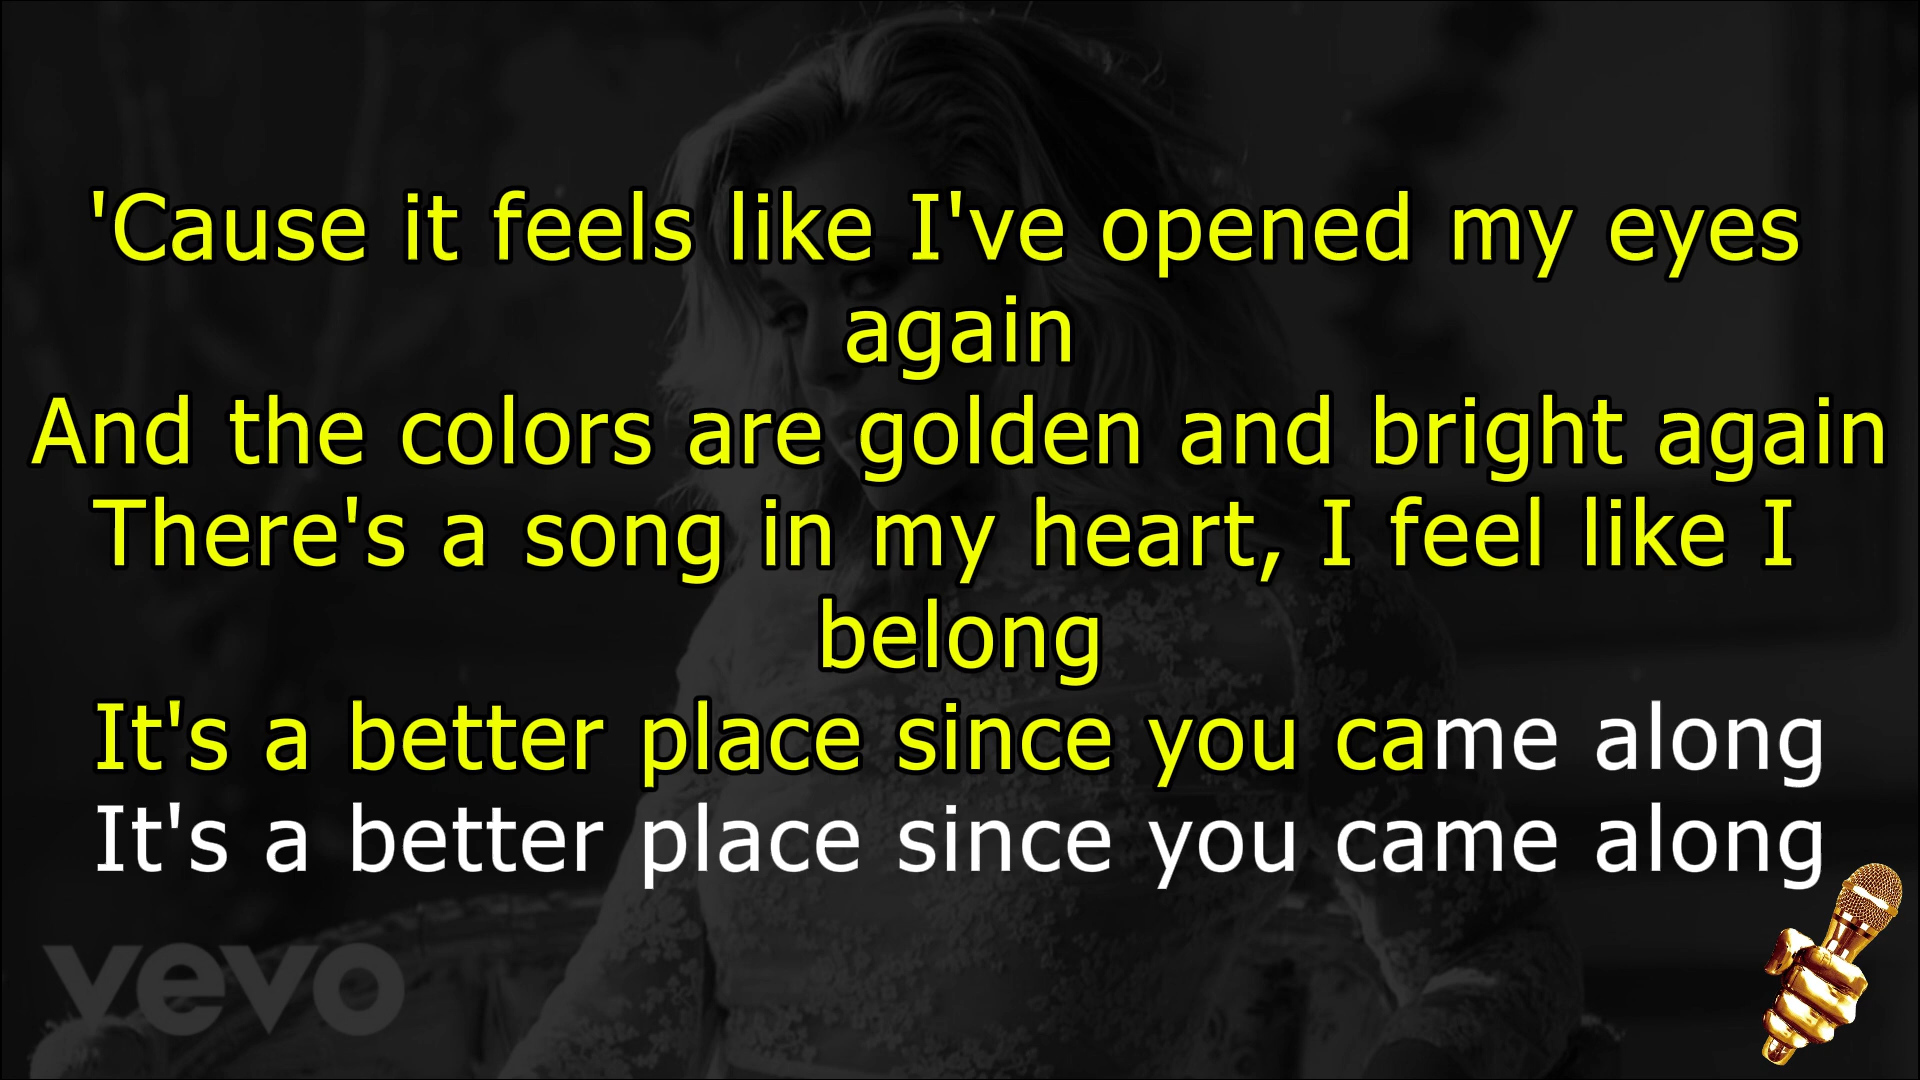 'Cause it feels like I've opened my eyes
again
And the colors are golden and bright again
There's a song in my heart, I feel like I
belong
It's a better place since you came along
It's a better place since you came along
vevo